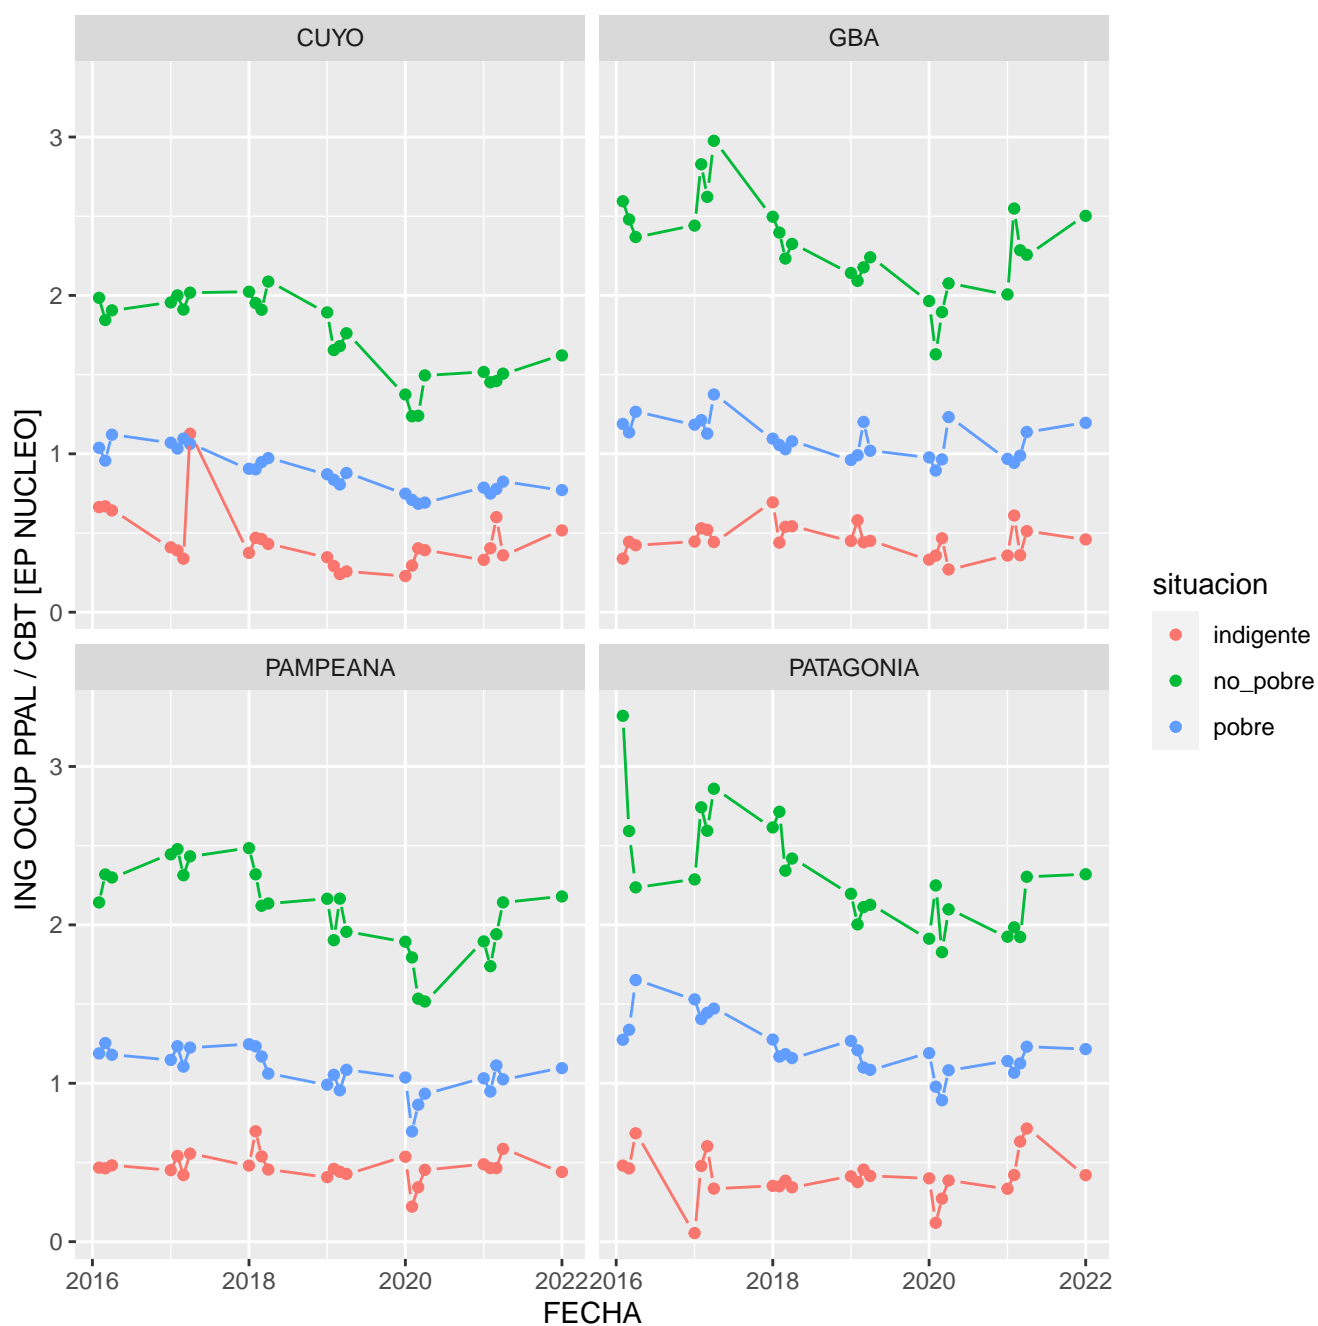 CUYO
GBA
3
2
1
0
PAMPEANA
PATAGONIA
3
2
1
0
2016
2018
2020
2022
2016
2018
2020
2022
FECHA
ING OCUP PPAL / CBT [EP NUCLEO]
situacion
indigente
no_pobre
pobre